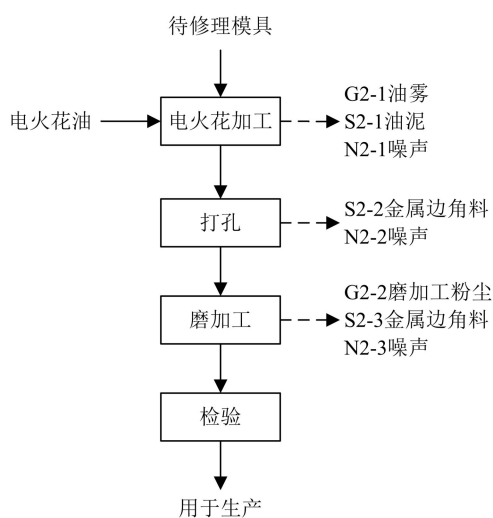 待修理模具
G2-1油雾
电火花油
电火花加工
S2-1油泥
N2-1噪声
打孔
S2-2金属边角料
N2-2噪声
G2-2磨加工粉尘
磨加工
S2-3金属边角料
N2-3噪声
检验
用于生产